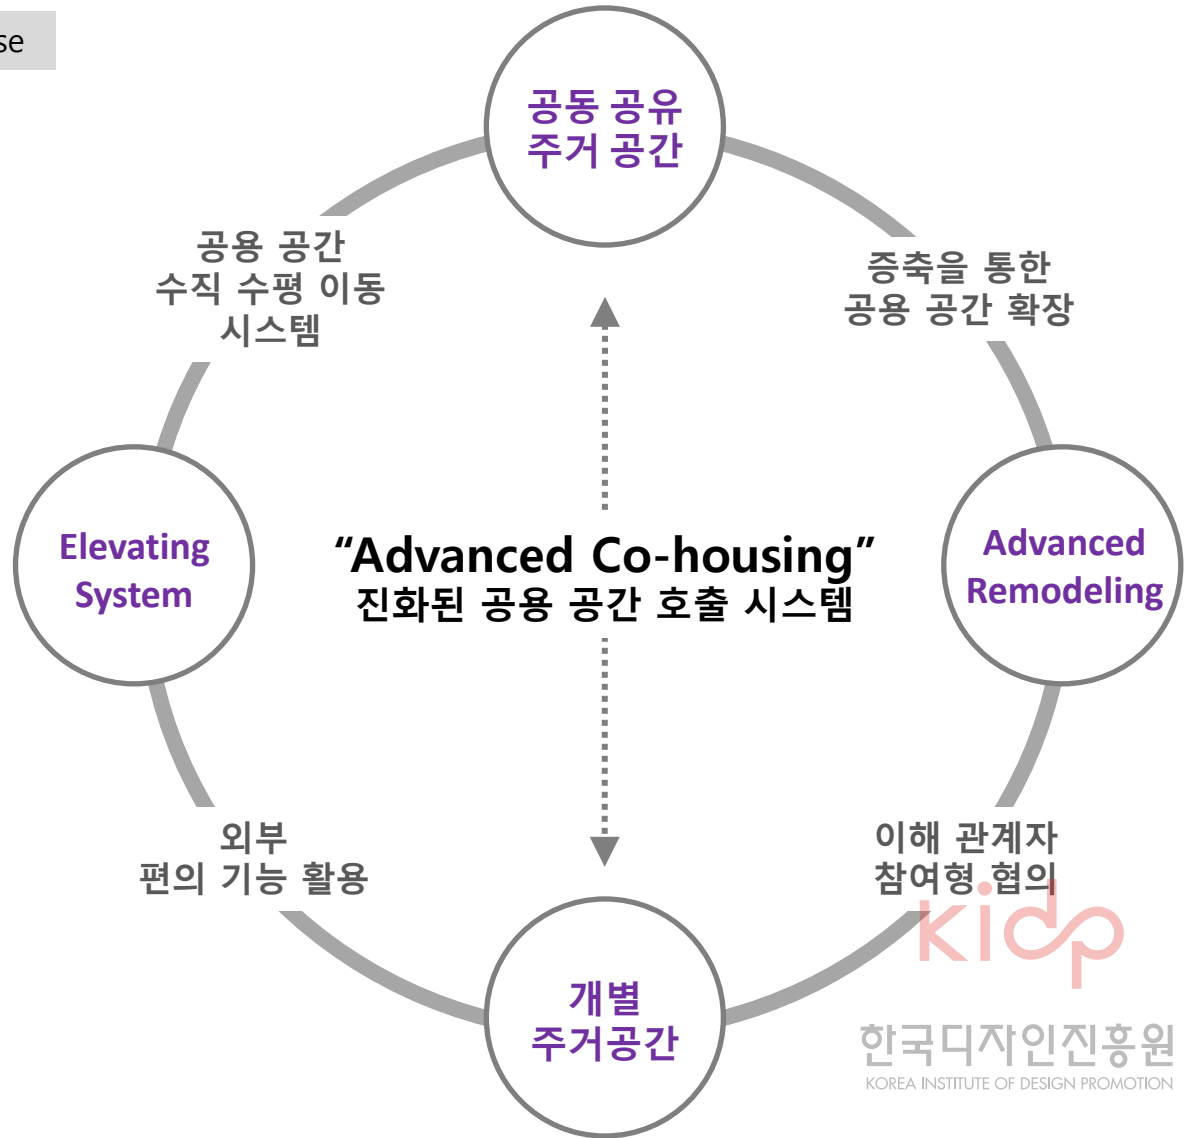 se
공동 공유
주거 공간
공용 공간
수직 수평 이동
시스템
증축을 통한
공용 공간 확장
Elevating
System
“Advanced Co-housing”
진화된 공용 공간 호출 시스템
Advanced
Remodeling
외부
편의 기능 활용
이해 관계자
참여형 협의
개별
주거공간
kidp
한국디자인진흥원
KOREA INSTITUTE OF DESIGN PROMOTION